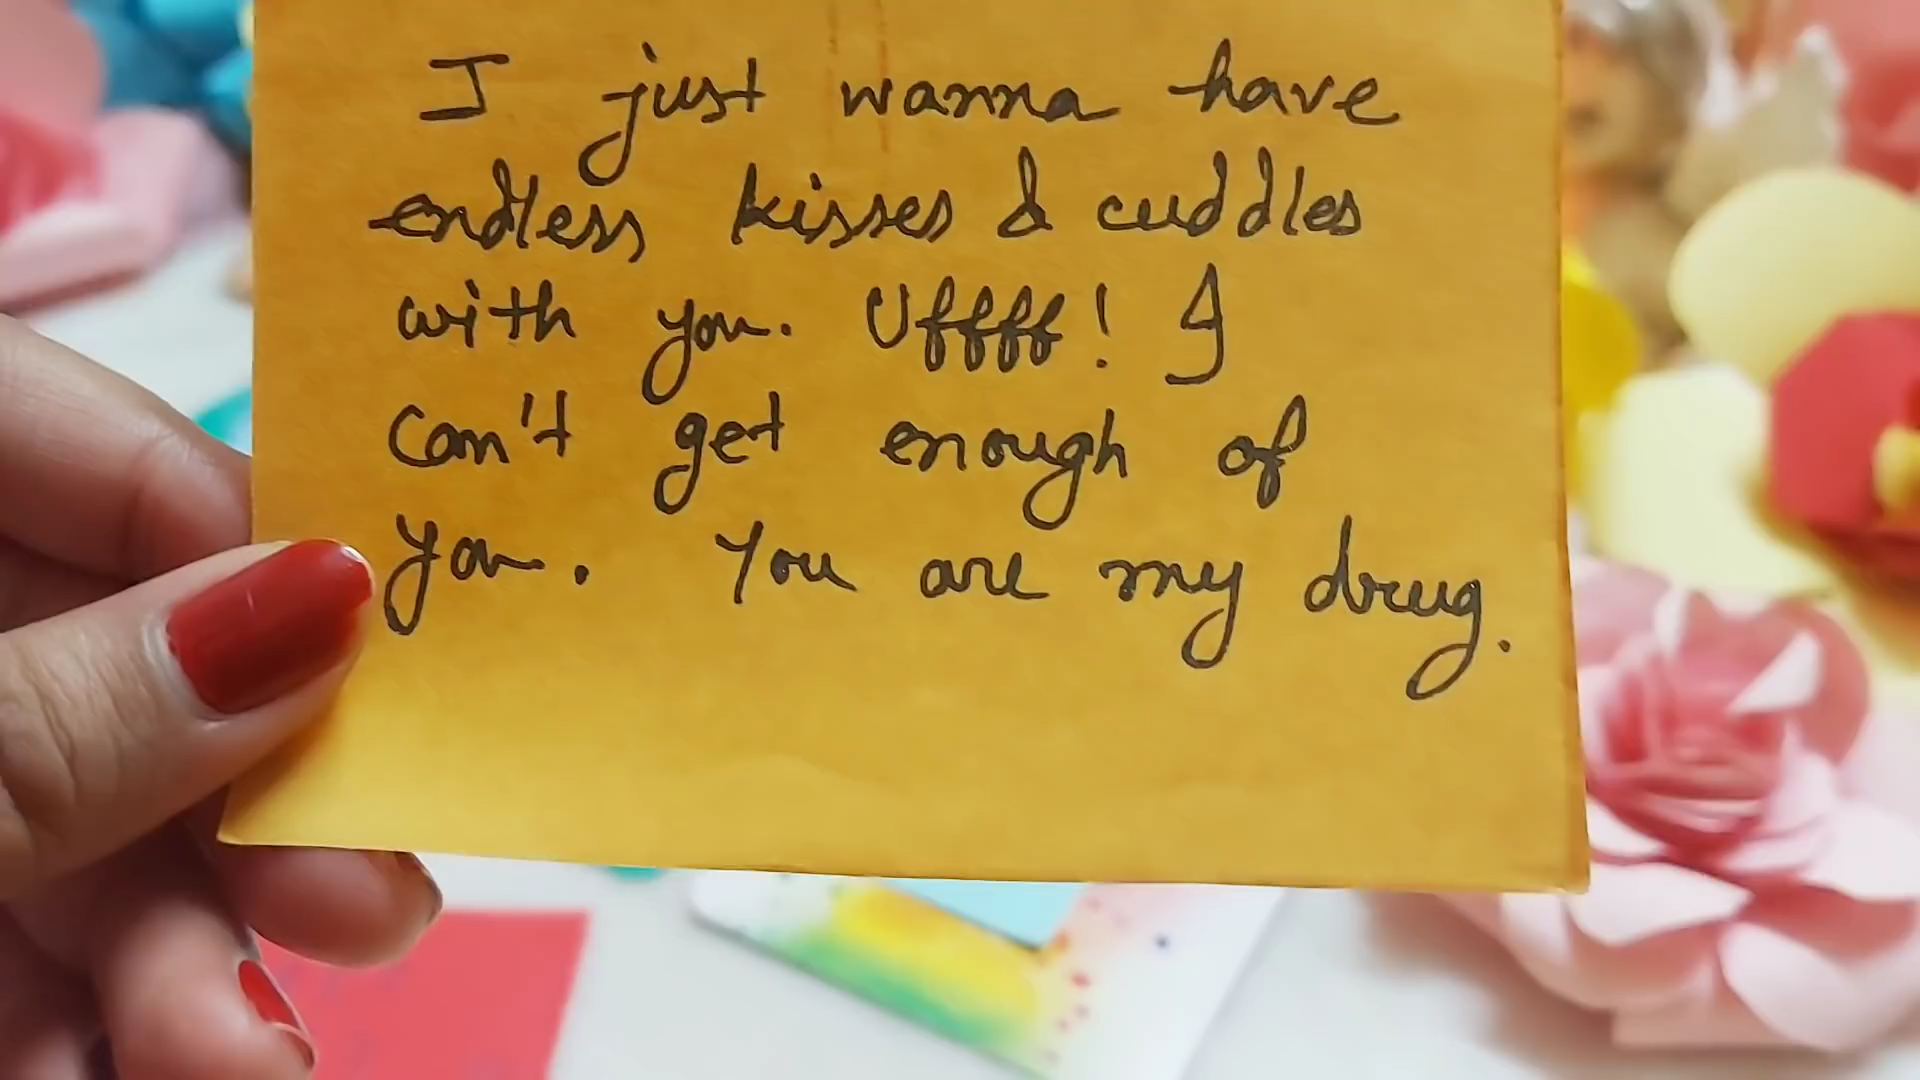 I just wanna have
endless kisses & cuddles
with you. Uffff! I
can't get enough of
you. You are my drug.